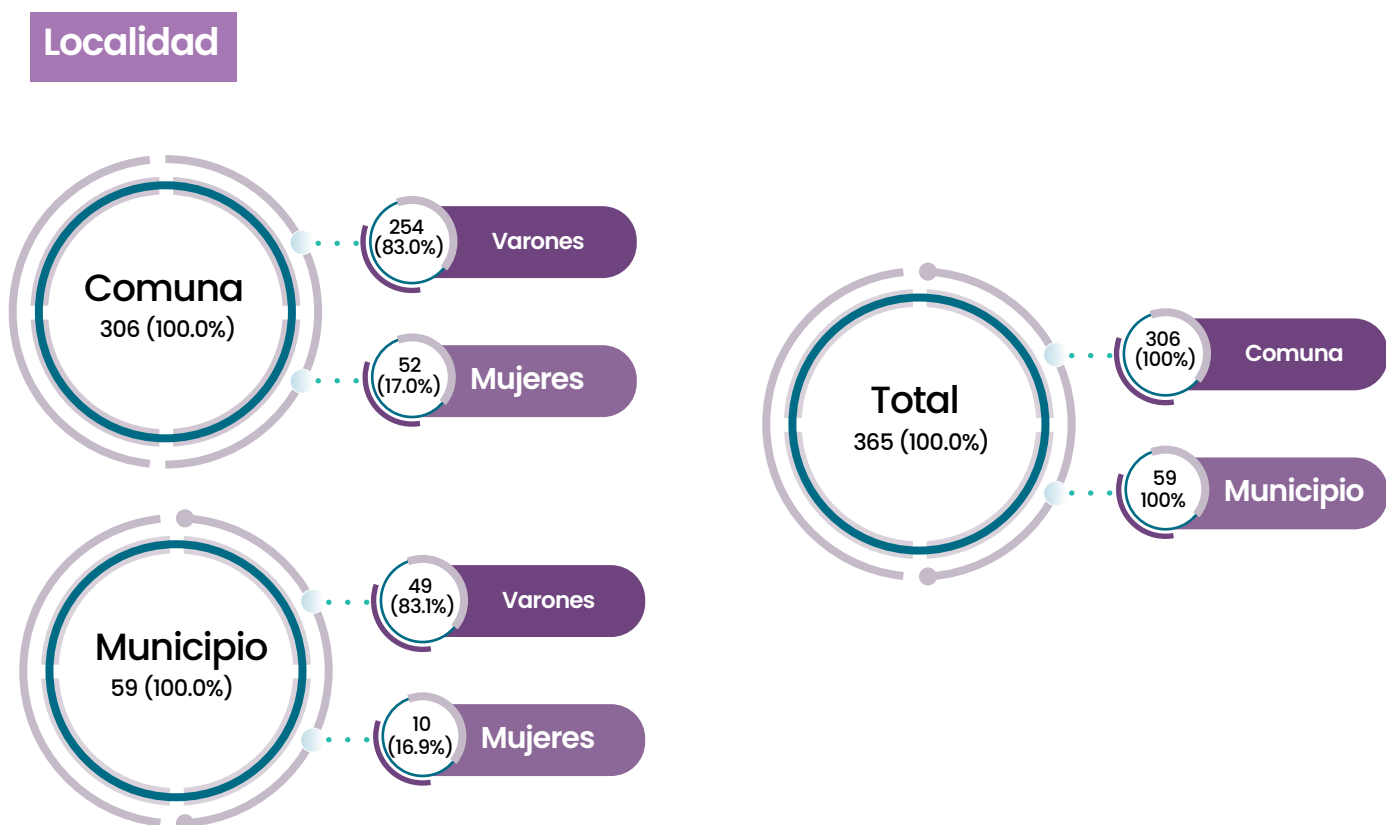 Localidad
Comuna
306 (100.0%)
254
(83.0%)
Varones
52
(17.0%)
Mujeres
Municipio
59 (100.0%)
49
(83.1%)
Varones
10
(16.9%)
Mujeres
Total
365 (100.0%)
306
(100%)
Comuna
59
100%
Municipio